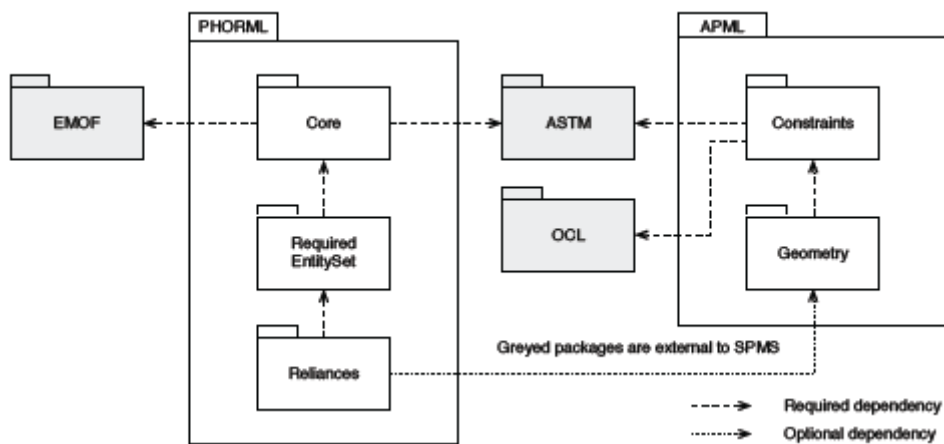 PHORML
APML
EMOF
Core
ASTM
Constraints
Required
EntitySet
OCL
Geometry
Reliances
Greyed packages are external to SPMS
Required dependency
Optional dependency